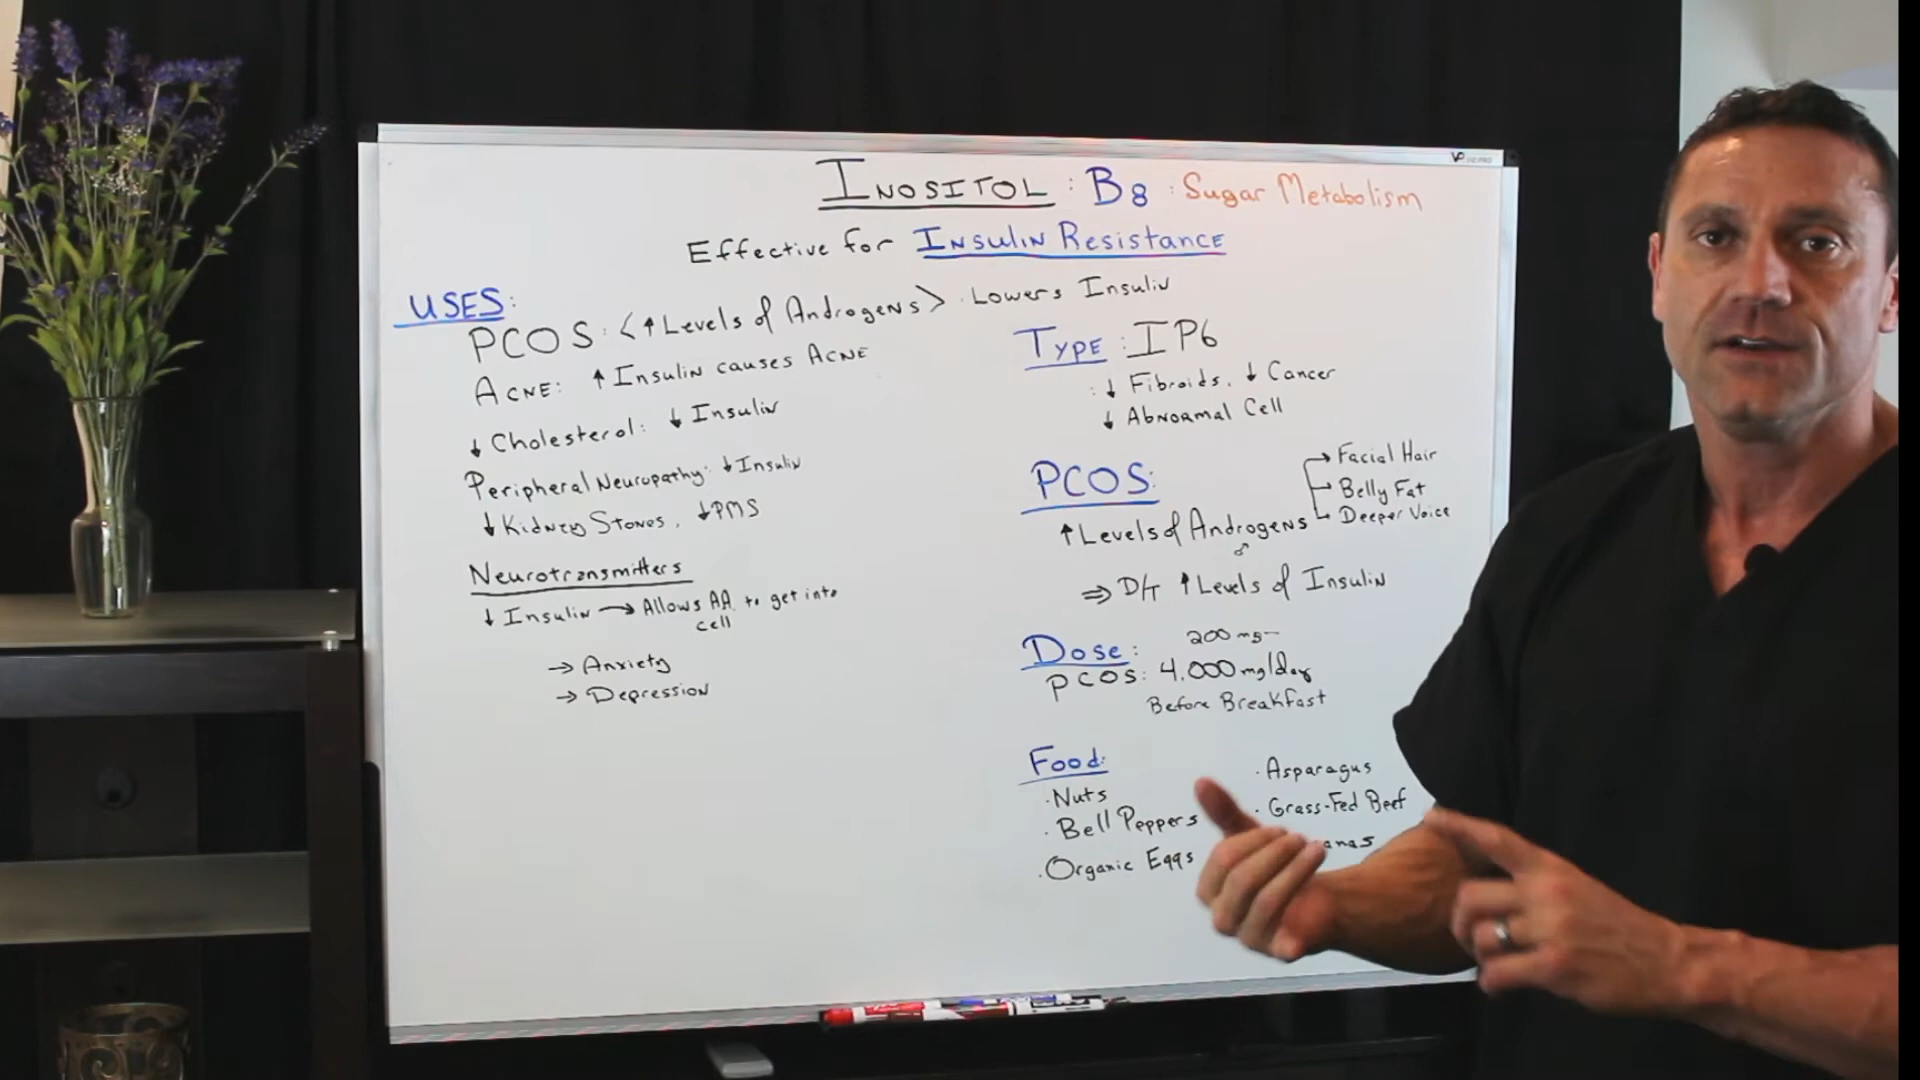 INOSITOL: B8: Sugar Metabolism
Effective for Insulin Resistance
USES:
PCOS: <↑ Levels of Androgens> · Lowers Insulin
ACNE: ↑ Insulin causes ACNE
↓ Cholesterol: ↓ Insulin
Peripheral Neuropathy: ↓ Insulin
↓ Kidney Stones, ↓ PMS
Neurotransmitters
↓ Insulin → Allows AA to get into
cell
→ Anxiety
→ Depression
Type: IP6
: ↓ Fibroids, ↓ Cancer
↓ Abnoamal Cell
PCOS:
→ Facial Hair
→ Belly Fat
→ Deeper Voice
↑ Levels of Androgens
♂
⇒ D/T ↑ Levels of Insulin
Dose: 200 mg-
PCOS: 4,000 mg/day
Before Breakfast
Food:
· Nuts
· Bell Peppers
· Organic Eggs
· Asparagus
· Grass-Fed Beef